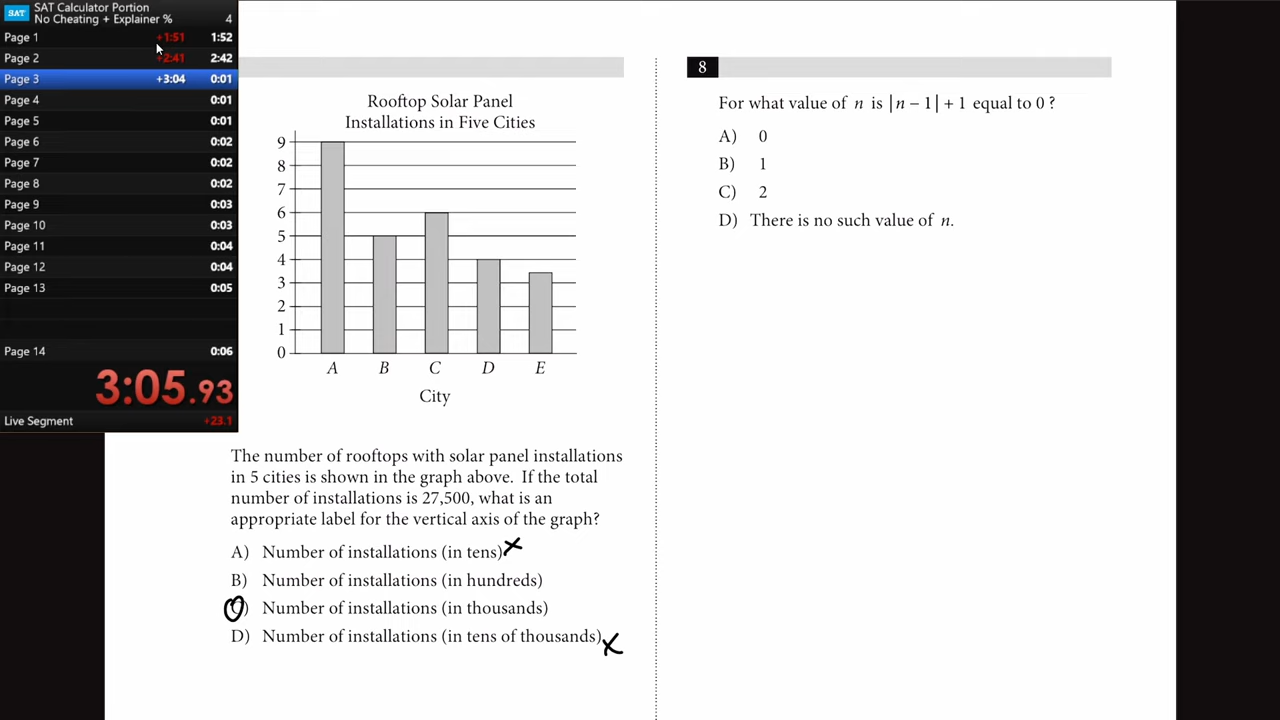 SAT
SAT Calculator Portion
No Cheating + Explainer % 4
Page 1 +1:51 1:52
Page 2 +2:41 2:42
Page 3 +3:04 0:01
Page 4 0:01
Page 5 0:01
Page 6 0:02
Page 7 0:02
Page 8 0:02
Page 9 0:03
Page 10 0:03
Page 11 0:04
Page 12 0:04
Page 13 0:05
Page 14 0:06
3:05.93
Live Segment +23.1
Rooftop Solar Panel
Installations in Five Cities
9
8
7
6
5
4
3
2
1
0
A B C D E
City
The number of rooftops with solar panel installations
in 5 cities is shown in the graph above. If the total
number of installations is 27,500, what is an
appropriate label for the vertical axis of the graph?
A) Number of installations (in tens)
B) Number of installations (in hundreds)
C) Number of installations (in thousands)
D) Number of installations (in tens of thousands)
8
For what value of n is |n − 1| + 1 equal to 0 ?
A) 0
B) 1
C) 2
D) There is no such value of n.